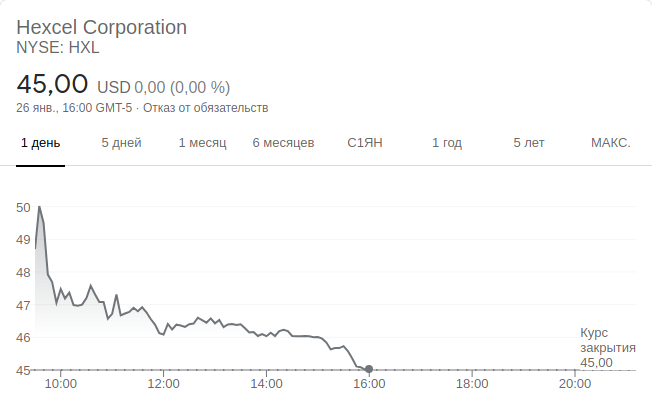 Hexcel Corporation
NYSE: HXL
45,00 USD 0,00 (0,00 %)
26 янв., 16:00 GMT-5 · Отказ от обязательств
1 день 5 дней 1 месяц 6 месяцев С1ЯН 1 год 5 лет МАКС.
50
49
48
47
46
Курс
закрытия
45,00
45
10:00 12:00 14:00 16:00 18:00 20:00